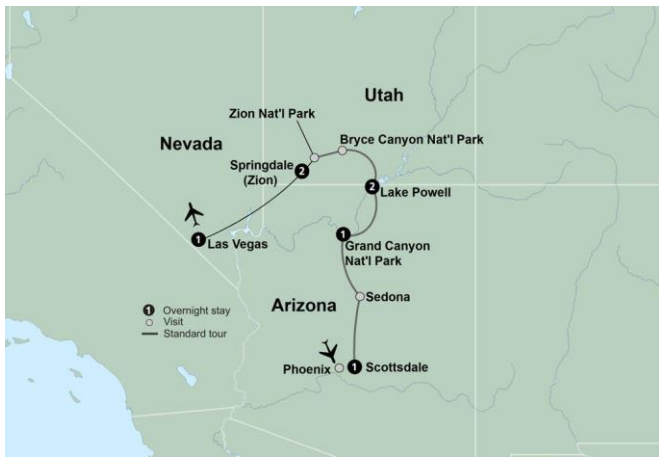 Utah
Zion Nat'l Park
Nevada
Bryce Canyon Nat'l Park
Springdale
(Zion)
2
2
Lake Powell
1
Las Vegas
1
Grand Canyon
Nat'l Park
Arizona
Sedona
1 Overnight stay
Visit
Standard tour
Phoenix
1
Scottsdale